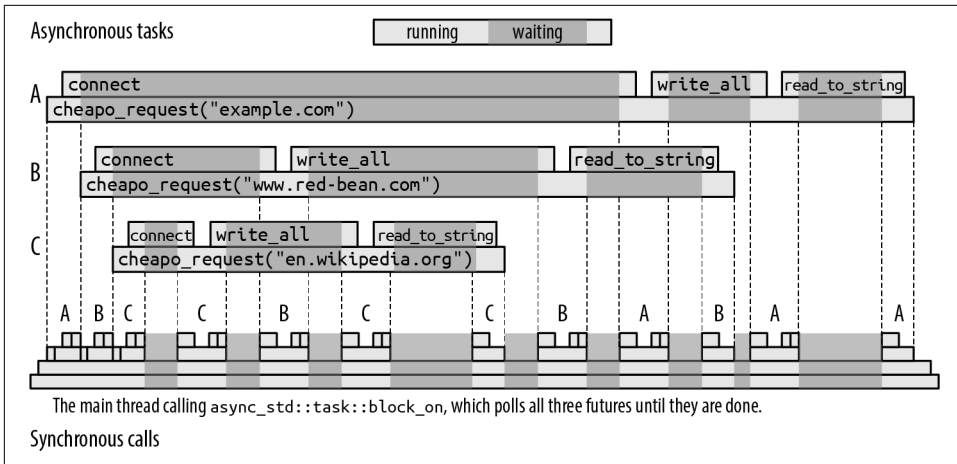 Asynchronous tasks
running waiting
A
connect write_all read_to_string
cheapo_request("example.com")
B
connect write_all read_to_string
cheapo_request("www.red-bean.com")
C
connect write_all read_to_string
cheapo_request("en.wikipedia.org")
A B C C B C C B A B A A
The main thread calling async_std::task::block_on, which polls all three futures until they are done.
Synchronous calls